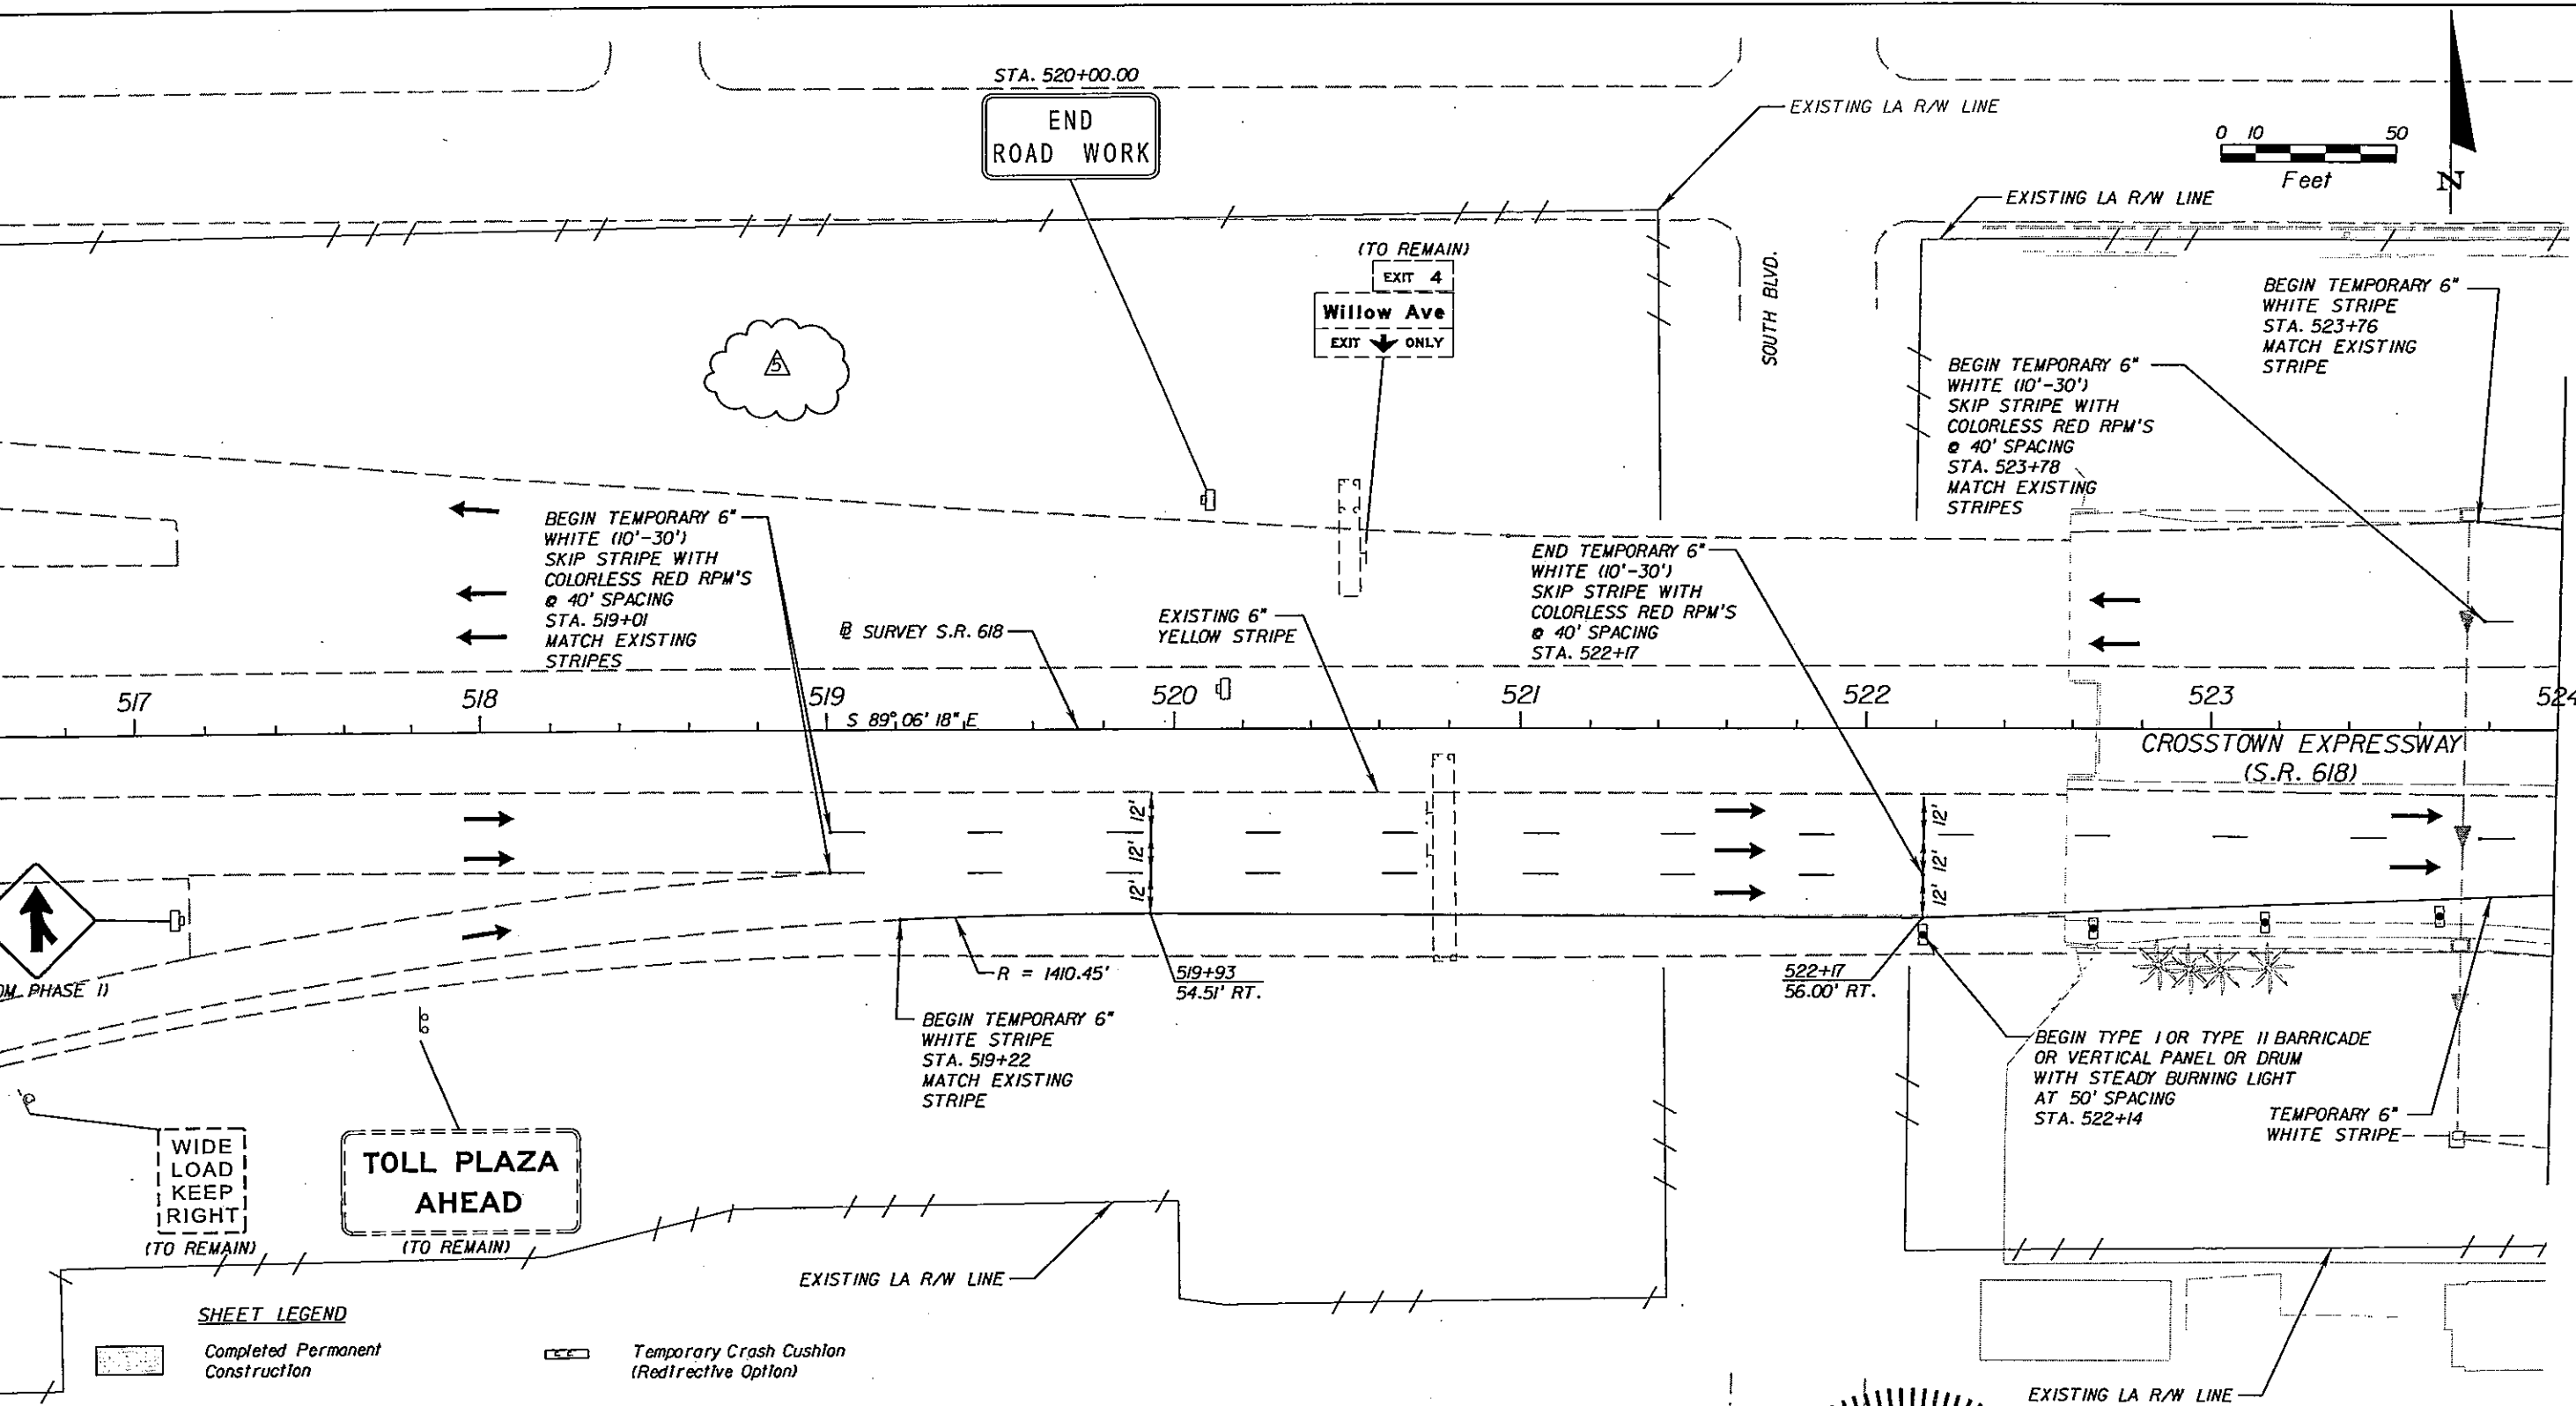 STA. 520+00.00
END
ROAD WORK
EXISTING LA R/W LINE
0 10 50
Feet
N
EXISTING LA R/W LINE
(TO REMAIN)
EXIT 4
Willow Ave
EXIT ONLY
SOUTH BLVD.
BEGIN TEMPORARY 6"
WHITE STRIPE
STA. 523+76
MATCH EXISTING
STRIPE
BEGIN TEMPORARY 6"
WHITE (10'-30')
SKIP STRIPE WITH
COLORLESS RED RPM'S
@ 40' SPACING
STA. 523+78
MATCH EXISTING
STRIPES
5
BEGIN TEMPORARY 6"
WHITE (10'-30')
SKIP STRIPE WITH
COLORLESS RED RPM'S
@ 40' SPACING
STA. 519+01
MATCH EXISTING
STRIPES
SURVEY S.R. 618
EXISTING 6"
YELLOW STRIPE
END TEMPORARY 6"
WHITE (10'-30')
SKIP STRIPE WITH
COLORLESS RED RPM'S
@ 40' SPACING
STA. 522+17
517 518 519 520 521 522 523 524
S 89° 06' 18" E
CROSSTOWN EXPRESSWAY
(S.R. 618)
12'
12'
12'
12'
12'
12'
OM PHASE I)
R = 1410.45'
519+93
54.51' RT.
522+17
56.00' RT.
BEGIN TEMPORARY 6"
WHITE STRIPE
STA. 519+22
MATCH EXISTING
STRIPE
BEGIN TYPE I OR TYPE II BARRICADE
OR VERTICAL PANEL OR DRUM
WITH STEADY BURNING LIGHT
AT 50' SPACING
STA. 522+14
TEMPORARY 6"
WHITE STRIPE
WIDE
LOAD
KEEP
RIGHT
(TO REMAIN)
TOLL PLAZA
AHEAD
(TO REMAIN)
EXISTING LA R/W LINE
SHEET LEGEND
Completed Permanent
Construction
Temporary Crash Cushion
(Redirective Option)
EXISTING LA R/W LINE